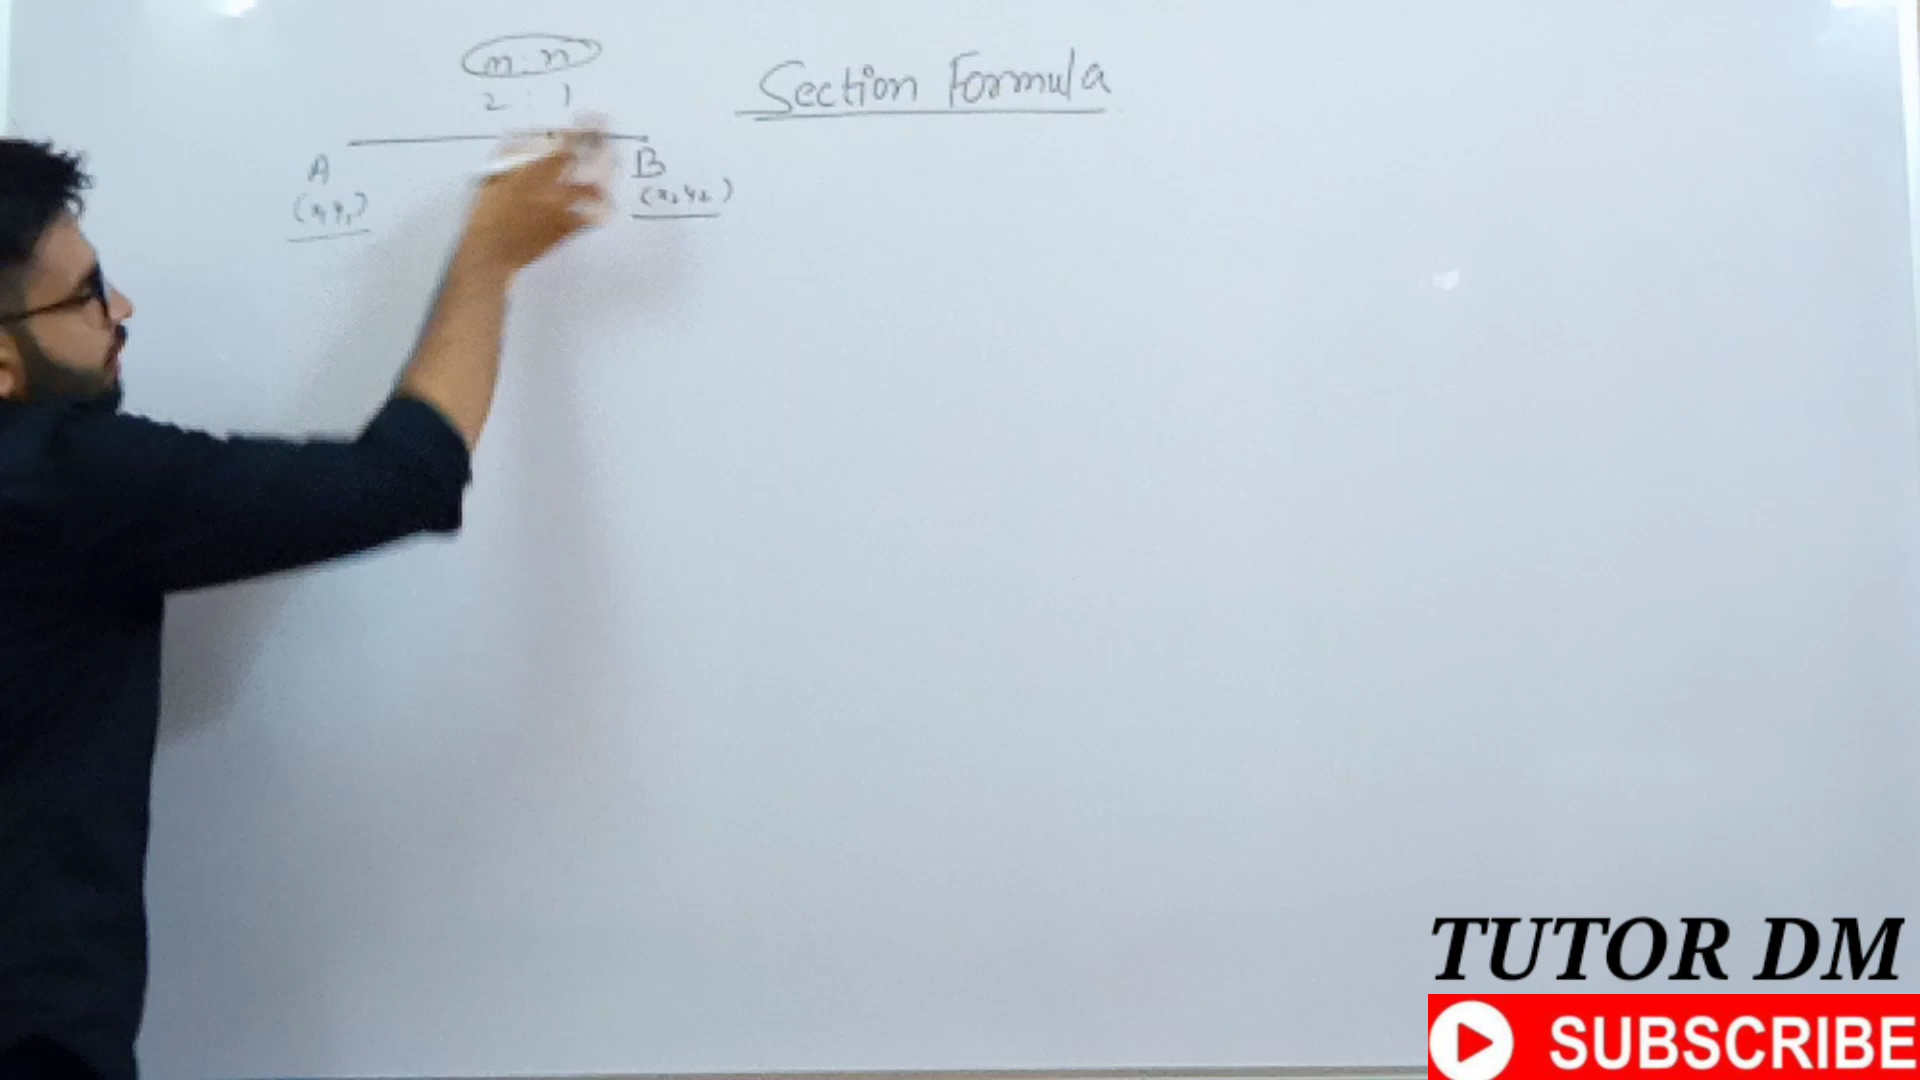 m : n
2 : 1
Section Formula
A B
(x₁ y₁) (x₂ y₂)
TUTOR DM
SUBSCRIBE